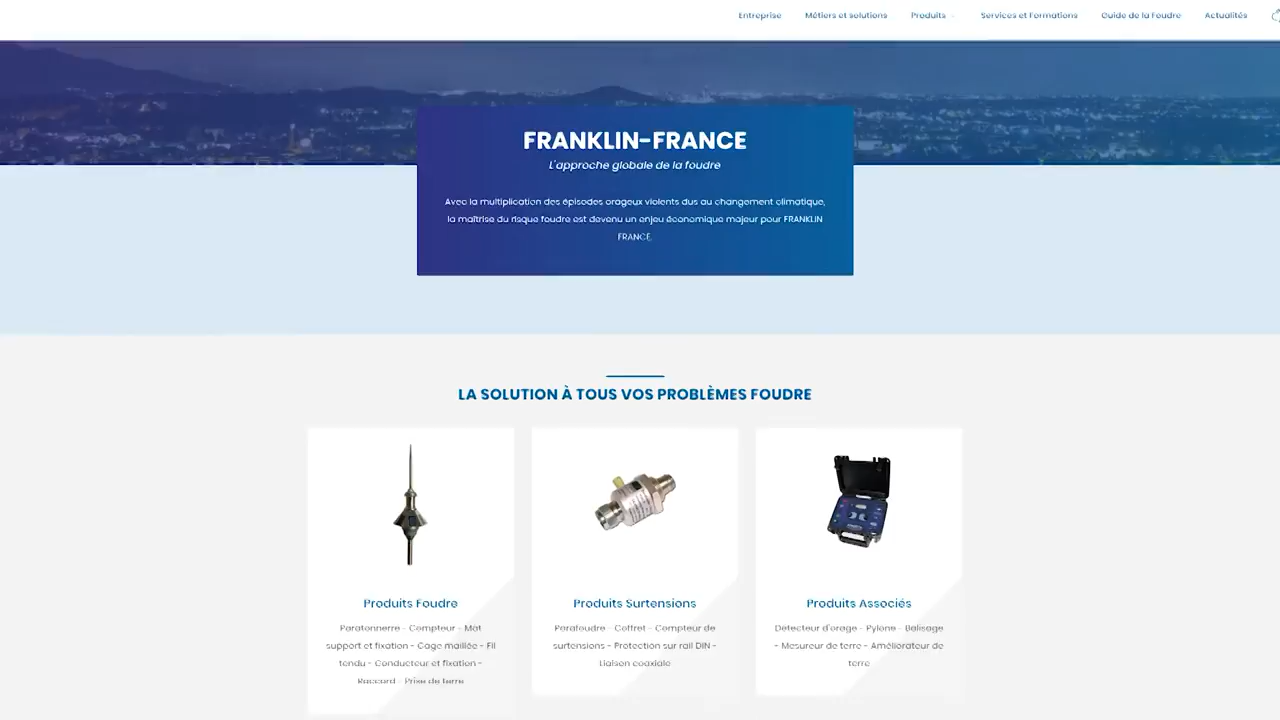 Entreprise Métiers et solutions Produits Services et Formations Guide de la Foudre Actualités
FRANKLIN-FRANCE
L'approche globale de la foudre
Avec la multiplication des épisodes orageux violents dus au changement climatique,
la maîtrise du risque foudre est devenu un enjeu économique majeur pour FRANKLIN
FRANCE.
LA SOLUTION À TOUS VOS PROBLÈMES FOUDRE
Produits Foudre
Paratonnerre - Compteur - Mât
support et fixation - Cage maillée - Fil
tendu - Conducteur et fixation -
Raccord - Prise de terre
Produits Surtensions
Parafoudre - Coffret - Compteur de
surtensions - Protection sur rail DIN -
Liaison coaxiale
Produits Associés
Détecteur d'orage - Pylône - Balisage
- Mesureur de terre - Améliorateur de
terre